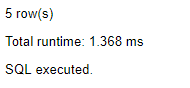 5 row(s)
Total runtime: 1.368 ms
SQL executed.